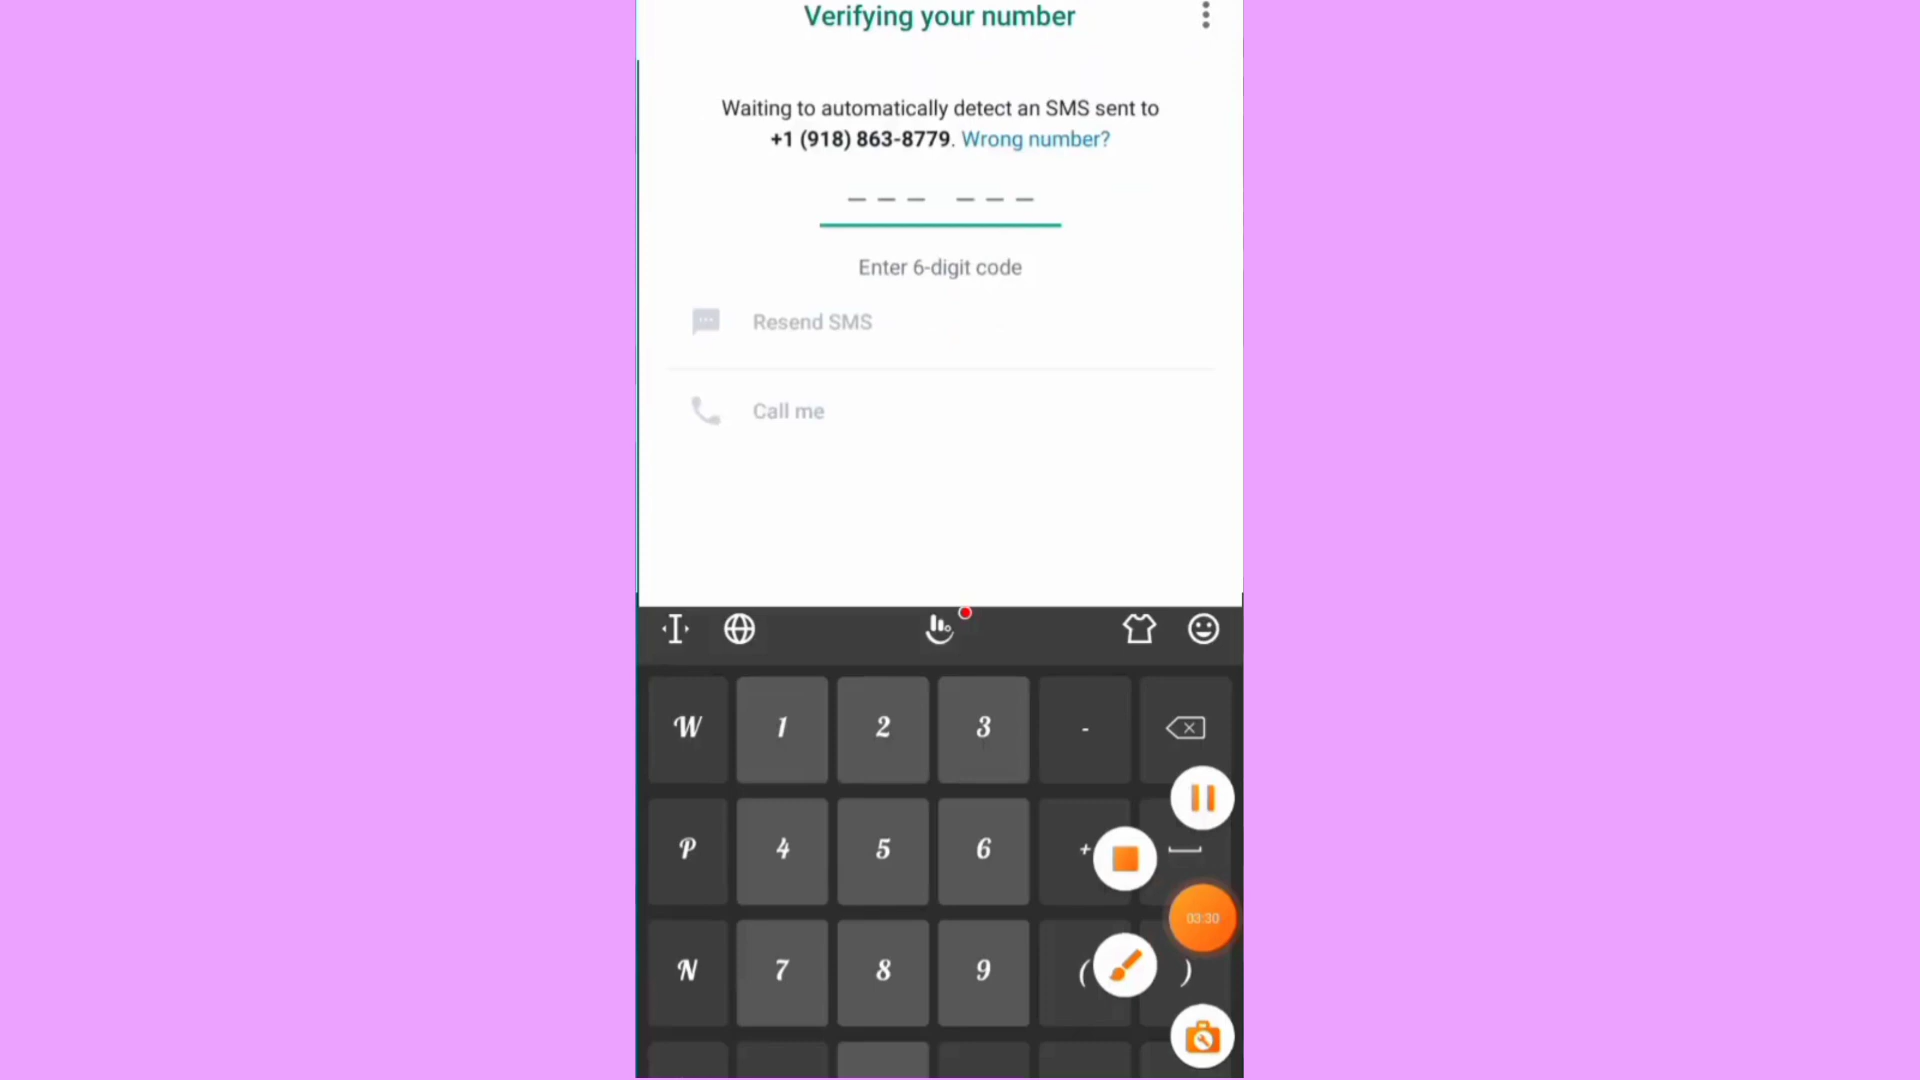 Verifying your number
Waiting to automatically detect an SMS sent to
+1 (918) 863-8779. Wrong number?
Enter 6-digit code
Resend SMS
Call me
W 1 2 3 -
P 4 5 6 +
03:30
N 7 8 9 ( )